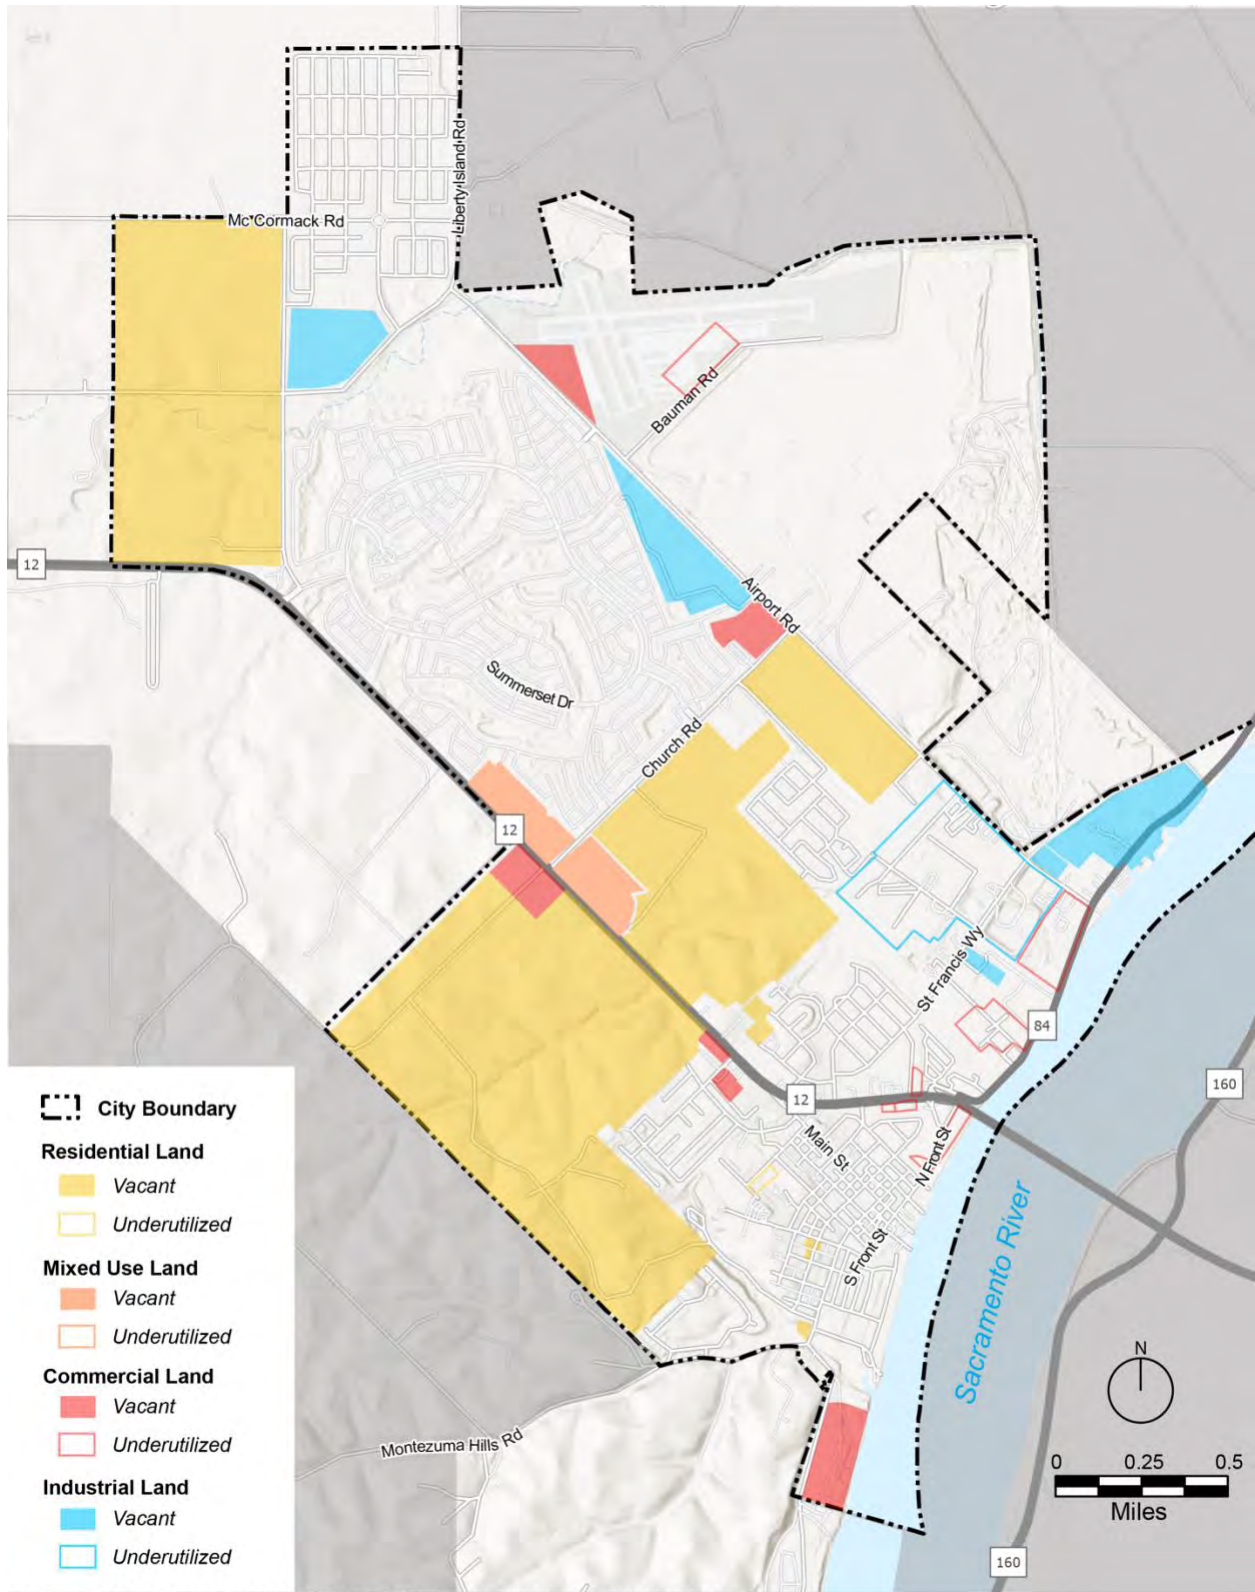 Liberty Island Rd
Mc Cormack Rd
Bauman Rd
12
Airport Rd
Summerset Dr
Church Rd
12
St Francis Wy
84
160
12
Main St
N Front St
S Front St
Sacramento River
Montezuma Hills Rd
160
City Boundary
Residential Land
Vacant
Underutilized
Mixed Use Land
Vacant
Underutilized
Commercial Land
Vacant
Underutilized
Industrial Land
Vacant
Underutilized
N
0 0.25 0.5
Miles